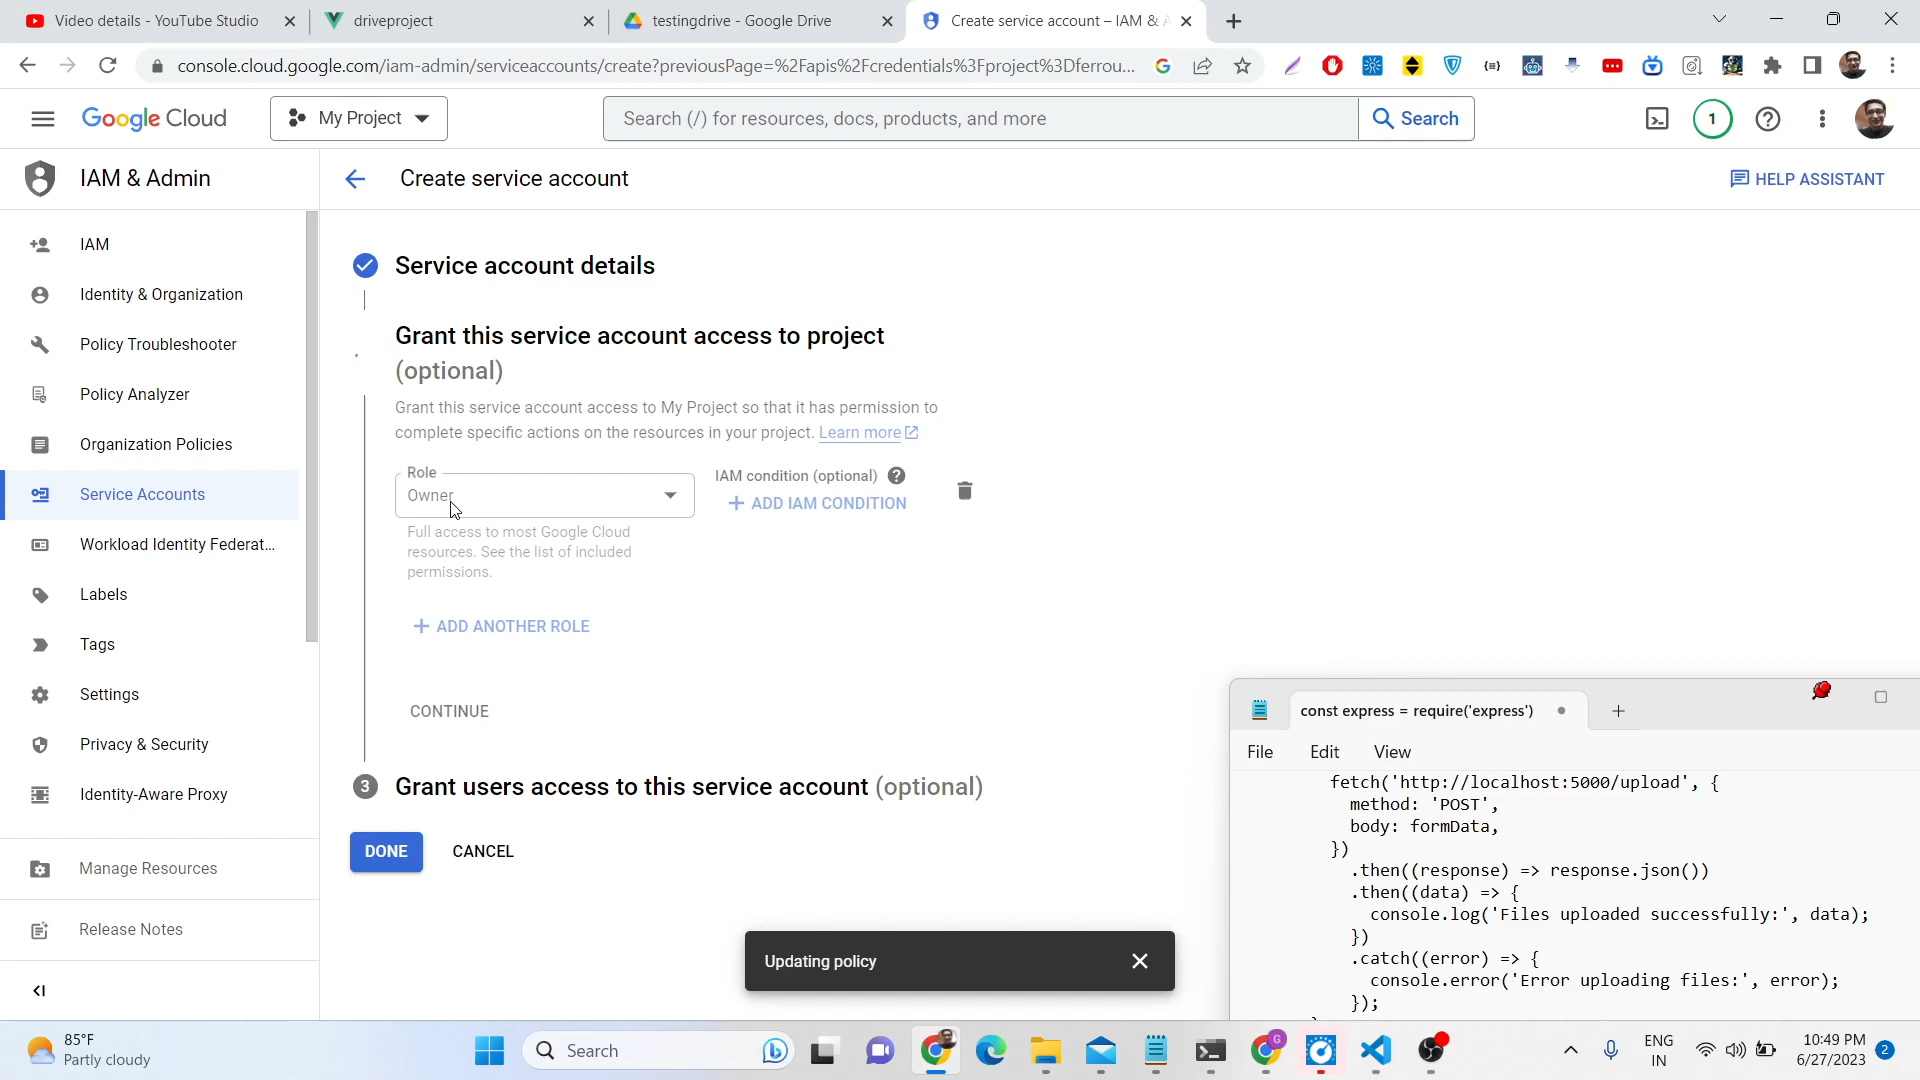 Video details - YouTube Studio
driveproject
testingdrive - Google Drive
Create service account – IAM & A
console.cloud.google.com/iam-admin/serviceaccounts/create?previousPage=%2Fapis%2Fcredentials%3Fproject%3Dferrou...
Google Cloud
My Project
Search (/) for resources, docs, products, and more
Search
1
IAM & Admin
Create service account
HELP ASSISTANT
IAM
Identity & Organization
Policy Troubleshooter
Policy Analyzer
Organization Policies
Service Accounts
Workload Identity Federat...
Labels
Tags
Settings
Privacy & Security
Identity-Aware Proxy
Manage Resources
Release Notes
Service account details
Grant this service account access to project
(optional)
Grant this service account access to My Project so that it has permission to
complete specific actions on the resources in your project. Learn more
Role
Owner
IAM condition (optional)
ADD IAM CONDITION
Full access to most Google Cloud
resources. See the list of included
permissions.
ADD ANOTHER ROLE
CONTINUE
3 Grant users access to this service account (optional)
DONE
CANCEL
Updating policy
const express = require('express')
File
Edit
View
fetch('http://localhost:5000/upload', {
method: 'POST',
body: formData,
})
.then((response) => response.json())
.then((data) => {
console.log('Files uploaded successfully:', data);
})
.catch((error) => {
console.error('Error uploading files:', error);
});
85°F
Partly cloudy
Search
ENG
IN
10:49 PM
6/27/2023
2